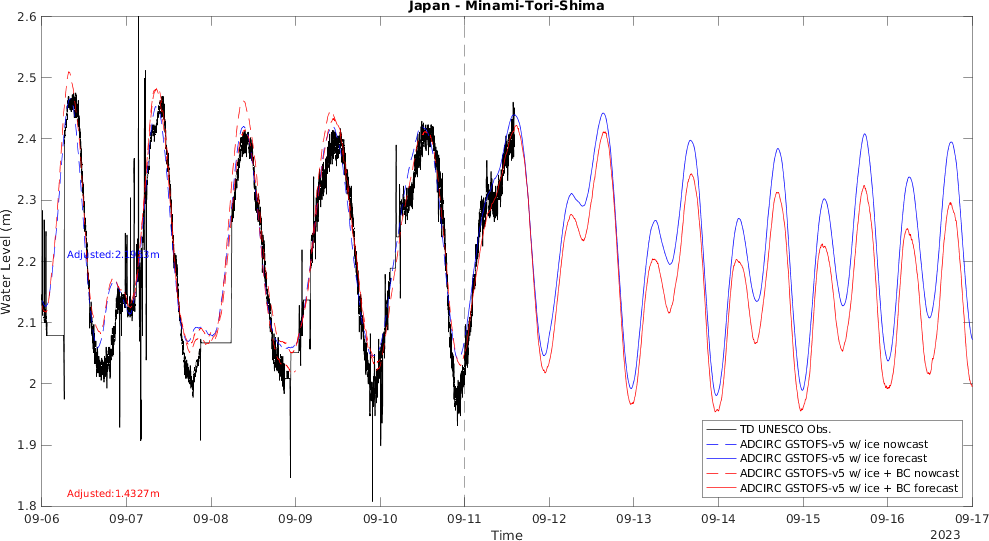 Japan - Minami-Tori-Shima
2.6
2.5
2.4
2.3
2.2
2.1
2
1.9
1.8
Water Level (m)
Adjusted:1.4327m
TD UNESCO Obs.
ADCIRC GSTOFS-v5 w/ ice nowcast
ADCIRC GSTOFS-v5 w/ ice forecast
ADCIRC GSTOFS-v5 w/ ice + BC nowcast
ADCIRC GSTOFS-v5 w/ ice + BC forecast
09-06 09-07 09-08 09-09 09-10 09-11 09-12 09-13 09-14 09-15 09-16 09-17
Time
2023